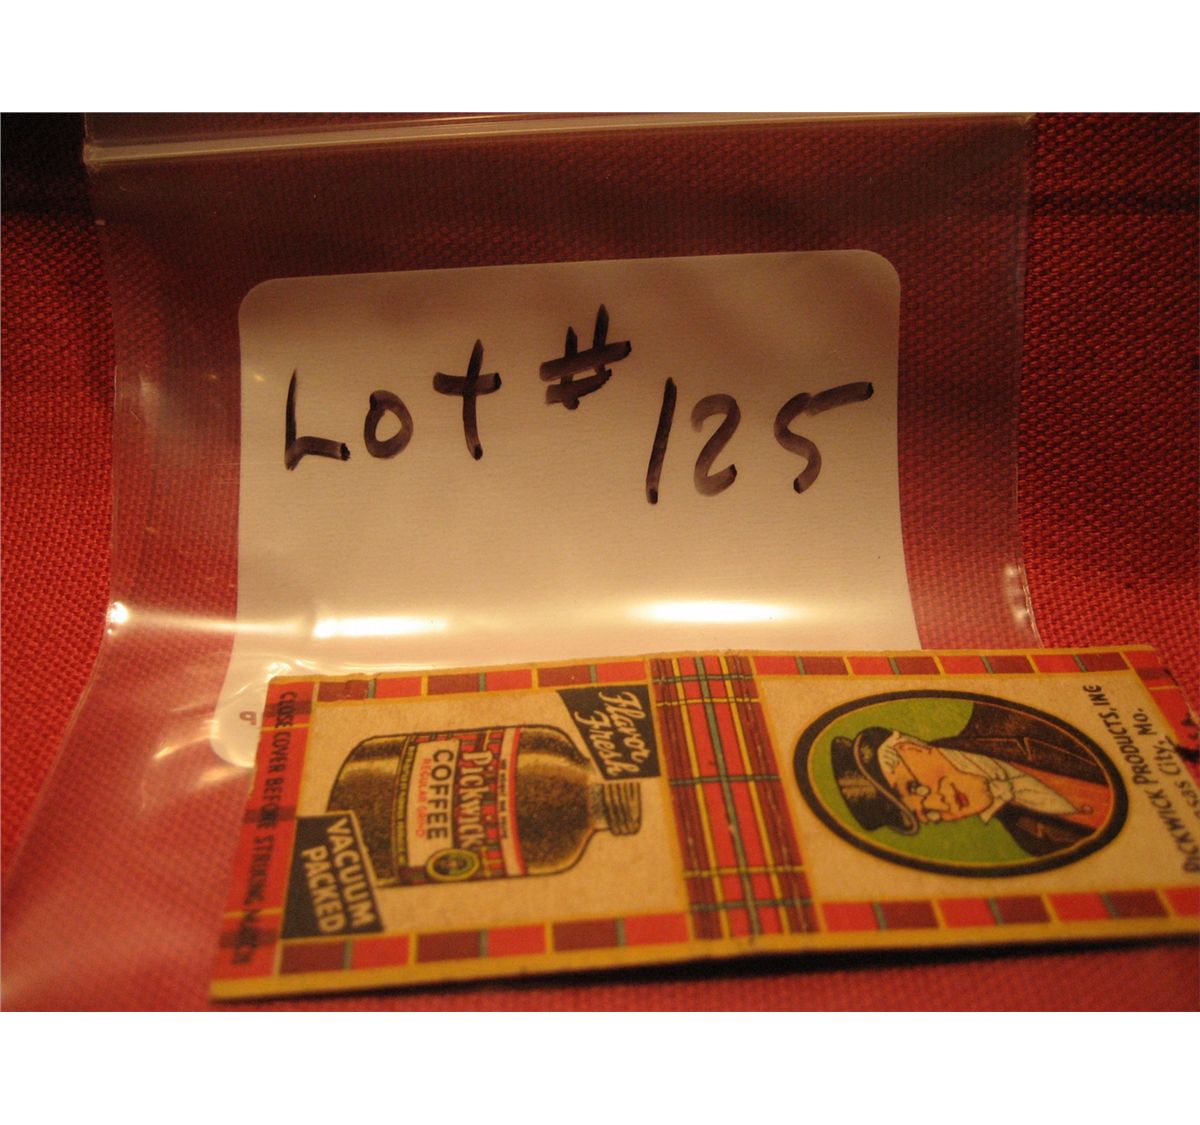 Lot # 125
CLOSE COVER BEFORE STRIKING MATCH
Flavor
Fresh
Pickwick
COFFEE
REGULAR GRIND
VACUUM
PACKED
PICKWICK PRODUCTS, INC
City, Mo.